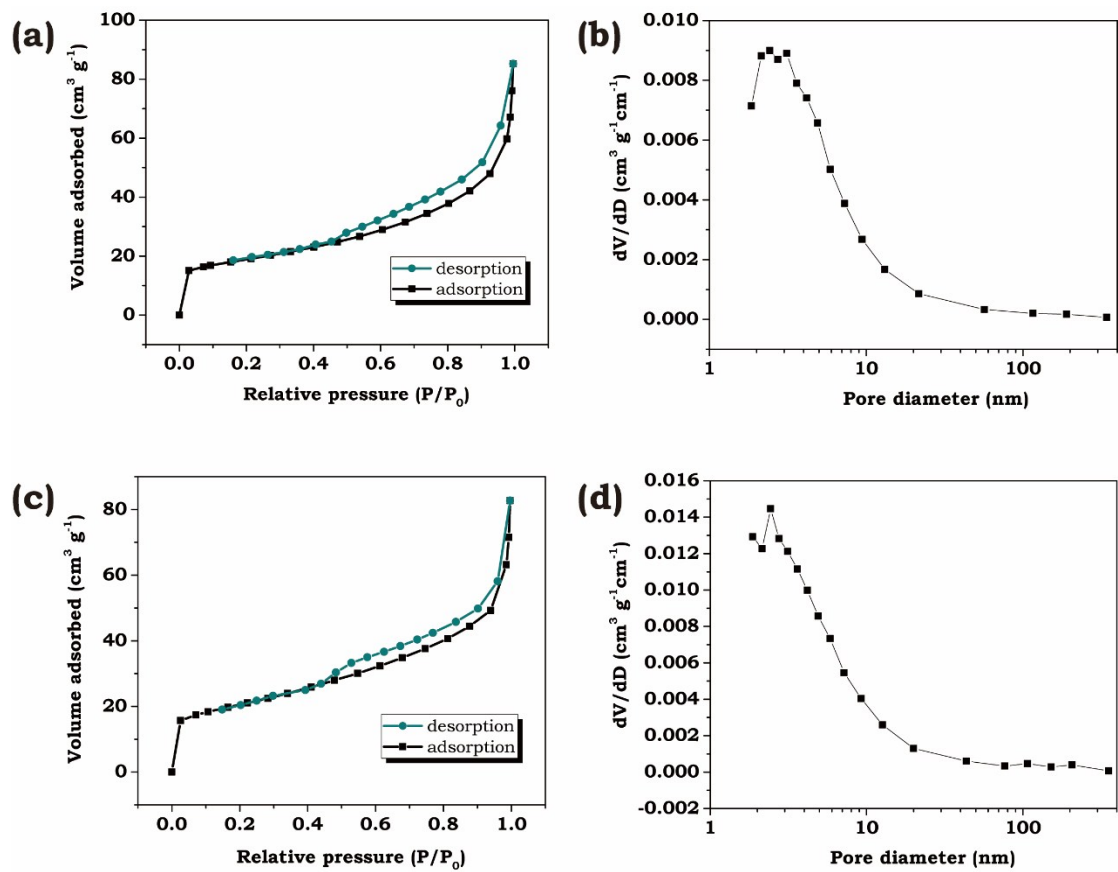 (a)
Volume adsorbed (cm³ g⁻¹)
100
80
60
40
20
0
desorption
adsorption
0.0 0.2 0.4 0.6 0.8 1.0
Relative pressure (P/P₀)
(b)
dV/dD (cm³ g⁻¹cm⁻¹)
0.010
0.008
0.006
0.004
0.002
0.000
1 10 100
Pore diameter (nm)
(c)
Volume adsorbed (cm³ g⁻¹)
80
60
40
20
0
desorption
adsorption
0.0 0.2 0.4 0.6 0.8 1.0
Relative pressure (P/P₀)
(d)
dV/dD (cm³ g⁻¹cm⁻¹)
0.016
0.014
0.012
0.010
0.008
0.006
0.004
0.002
0.000
-0.002
1 10 100
Pore diameter (nm)